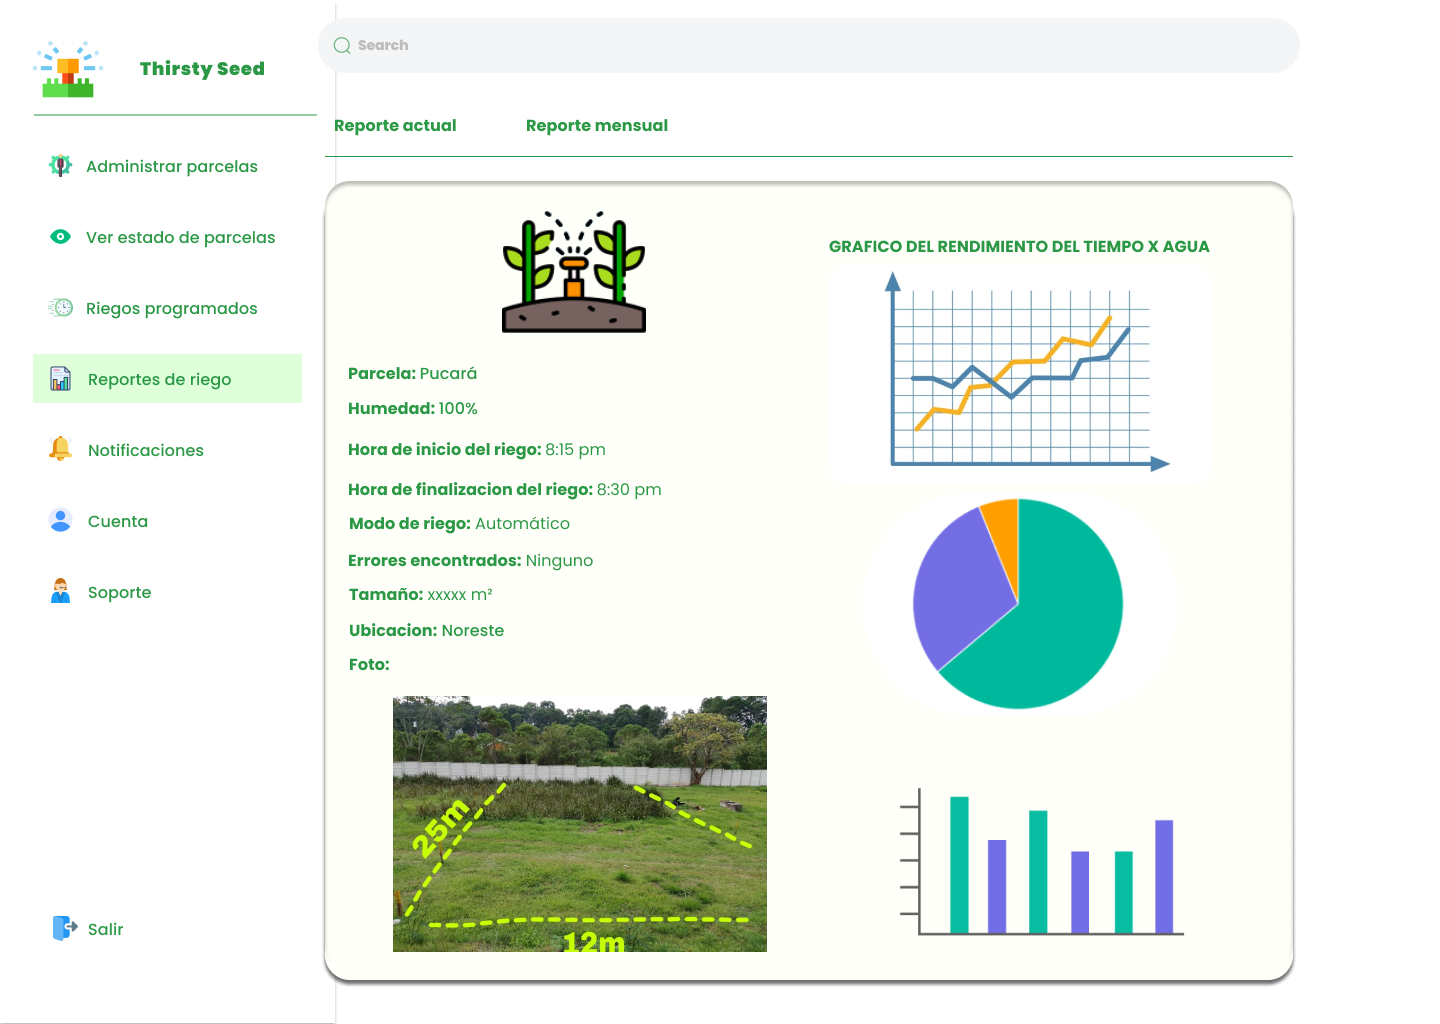 Thirsty Seed
Search
Reporte actual
Reporte mensual
Administrar parcelas
Ver estado de parcelas
Riegos programados
Reportes de riego
Notificaciones
Cuenta
Soporte
Salir
Parcela: Pucará
Humedad: 100%
Hora de inicio del riego: 8:15 pm
Hora de finalizacion del riego: 8:30 pm
Modo de riego: Automático
Errores encontrados: Ninguno
Tamaño: xxxxx m²
Ubicacion: Noreste
Foto:
25m
12m
GRAFICO DEL RENDIMIENTO DEL TIEMPO X AGUA